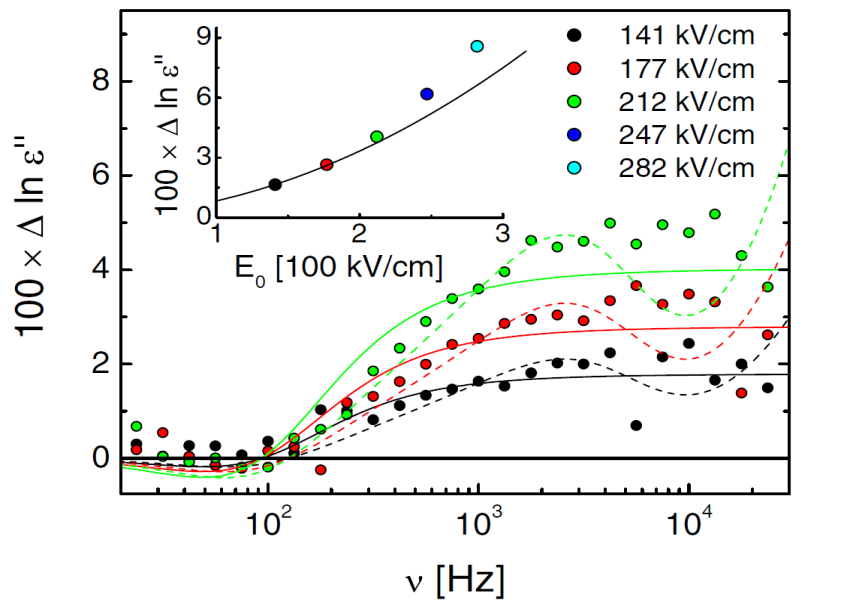 100 × Δ ln ε"
8
6
4
2
0
10²
10³
10⁴
ν [Hz]
100 × Δ ln ε"
9
6
3
0
1
2
3
E₀ [100 kV/cm]
141 kV/cm
177 kV/cm
212 kV/cm
247 kV/cm
282 kV/cm